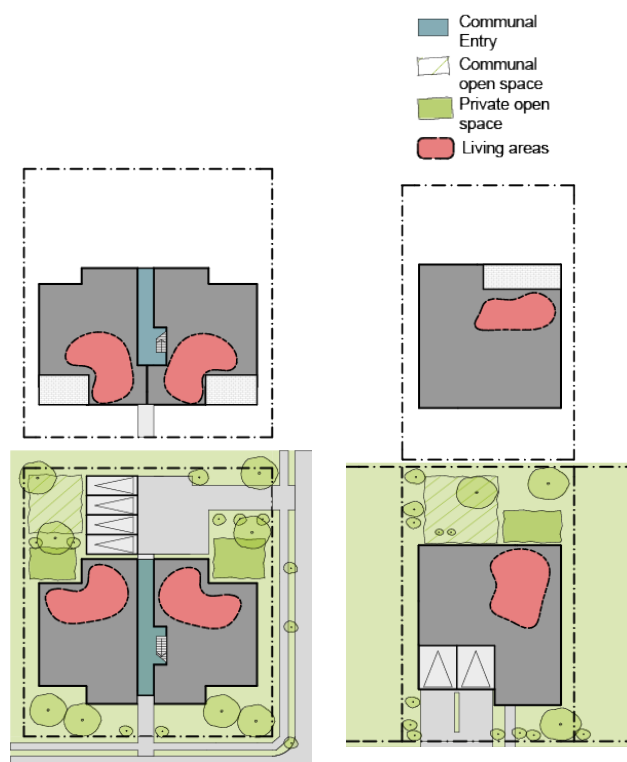 Communal
Entry
Communal
open space
Private open
space
Living areas